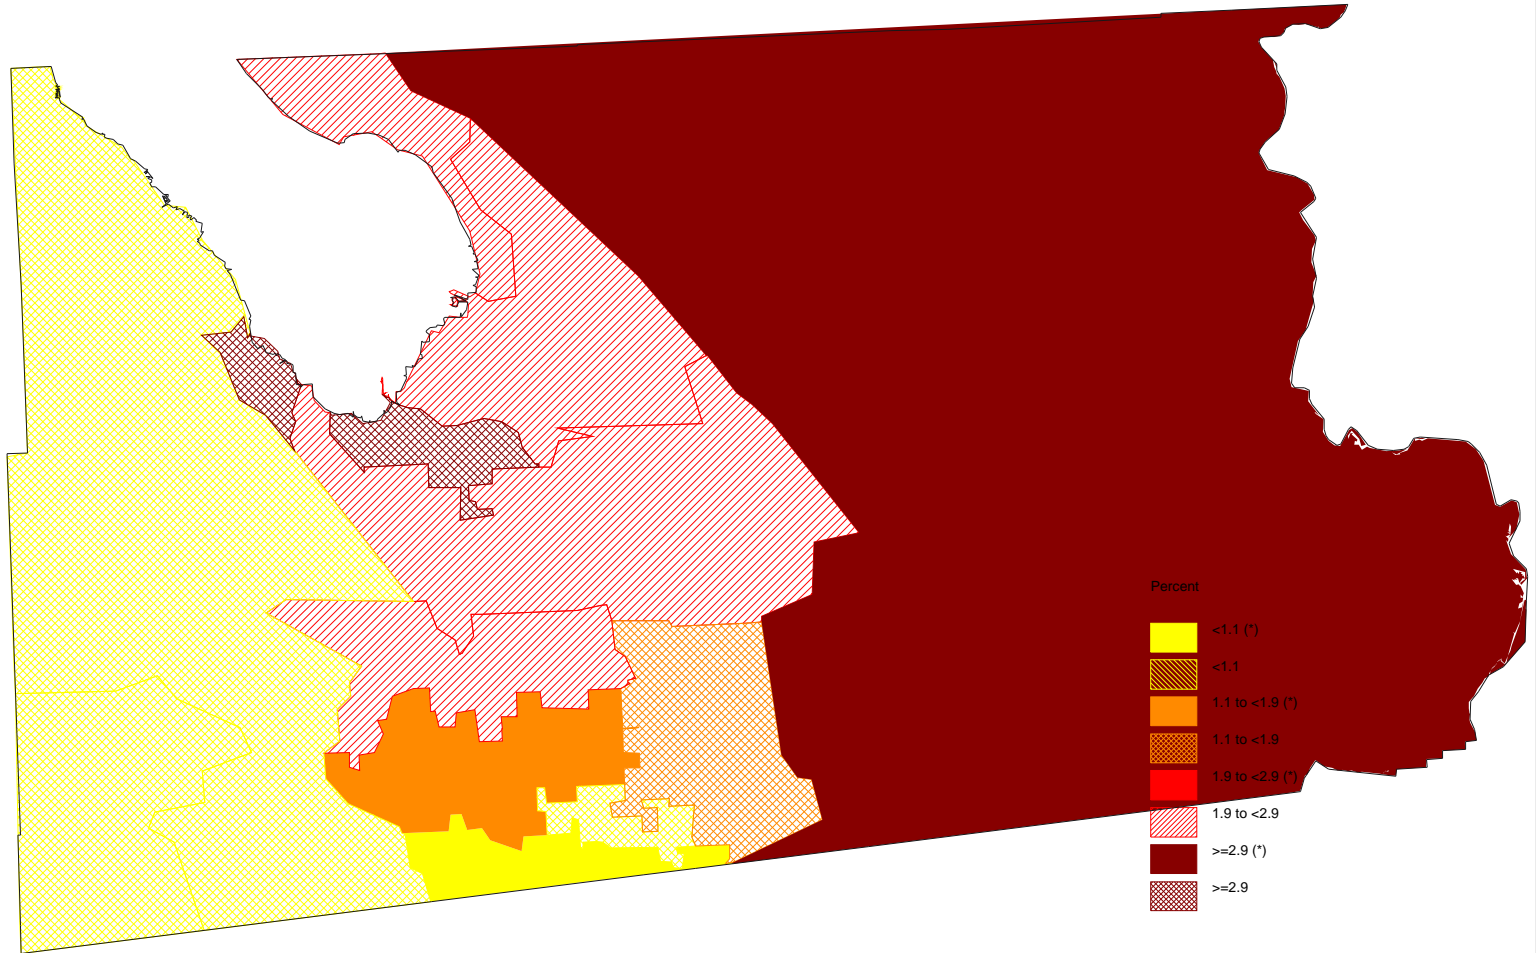 Percent
<1.1 (*)
<1.1
1.1 to <1.9 (*)
1.1 to <1.9
1.9 to <2.9 (*)
1.9 to <2.9
>=2.9 (*)
>=2.9